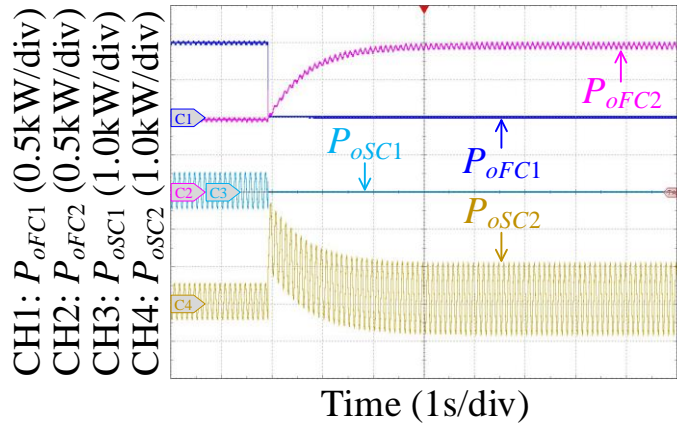 CH1: PoFC1 (0.5kW/div)
CH2: PoFC2 (0.5kW/div)
CH3: PoSC1 (1.0kW/div)
CH4: PoSC2 (1.0kW/div)
PoFC2
C1
PoSC1
PoFC1
C2
C3
PoSC2
C4
Time (1s/div)